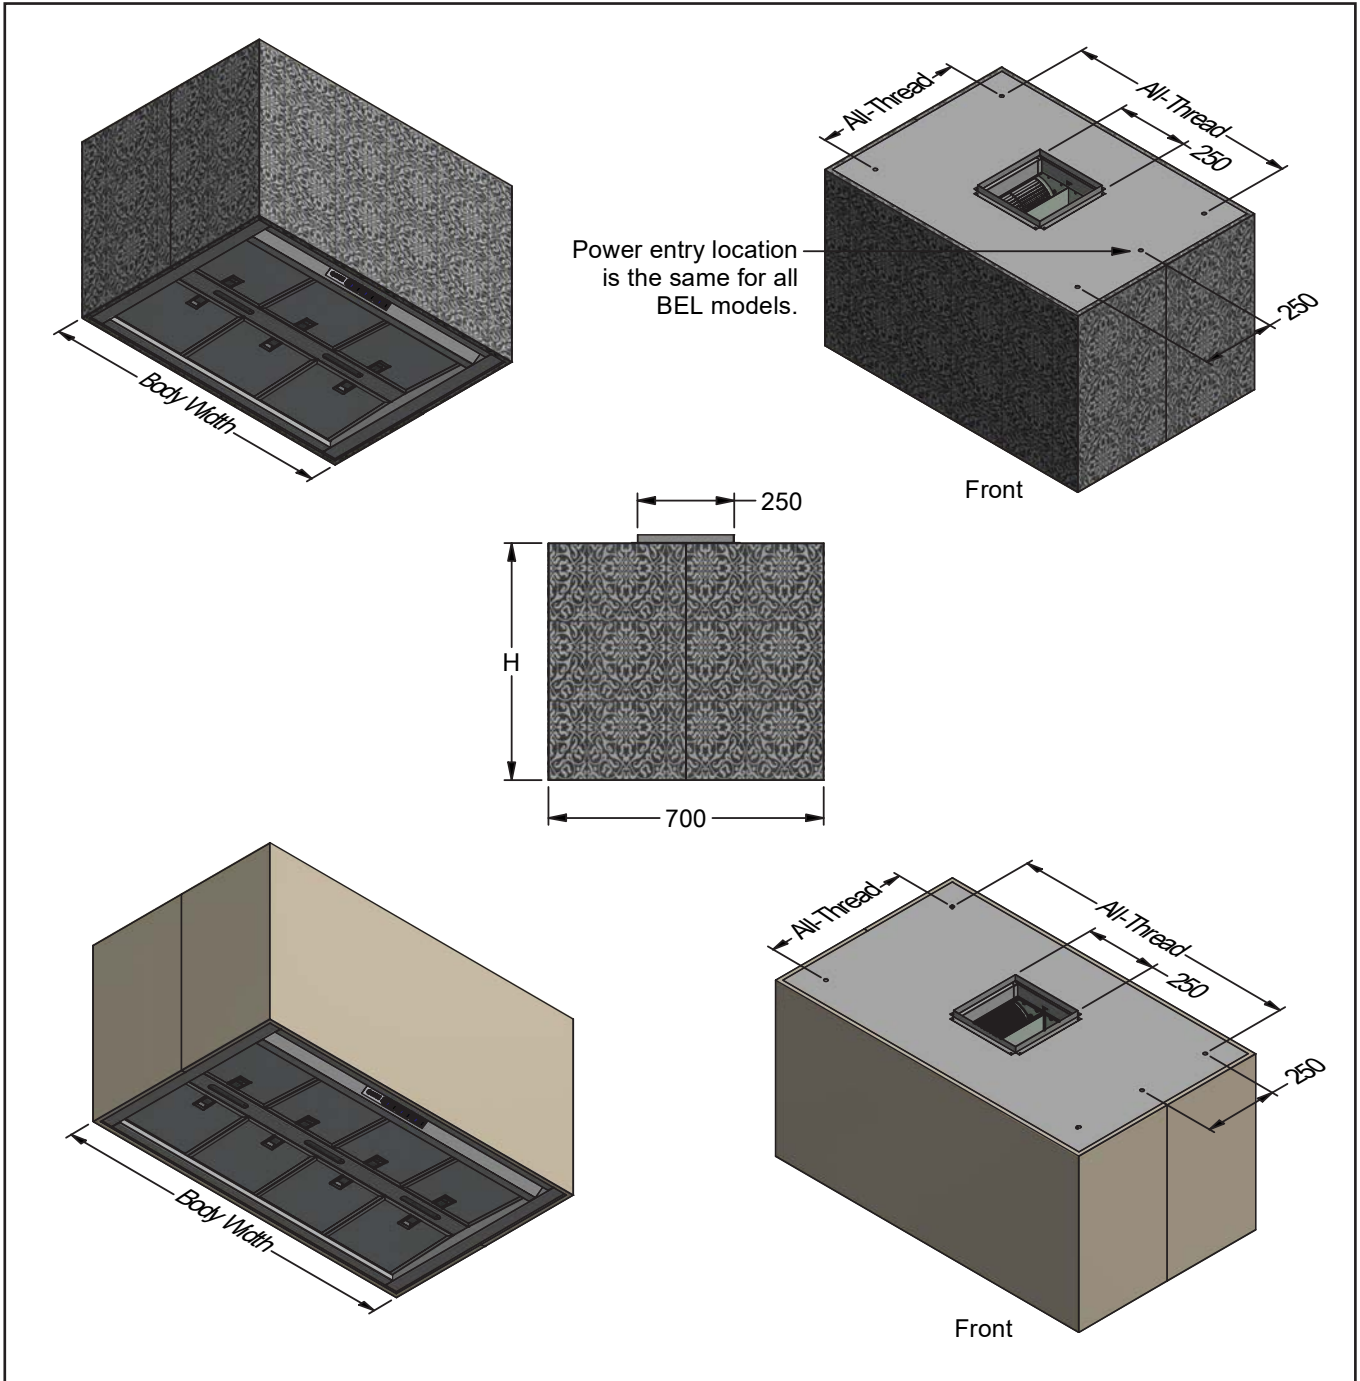 All-Thread
All-Thread
250
Power entry location
is the same for all
BEL models.
250
Body Width
Front
250
H
700
All-Thread
All-Thread
250
250
Body Width
Front